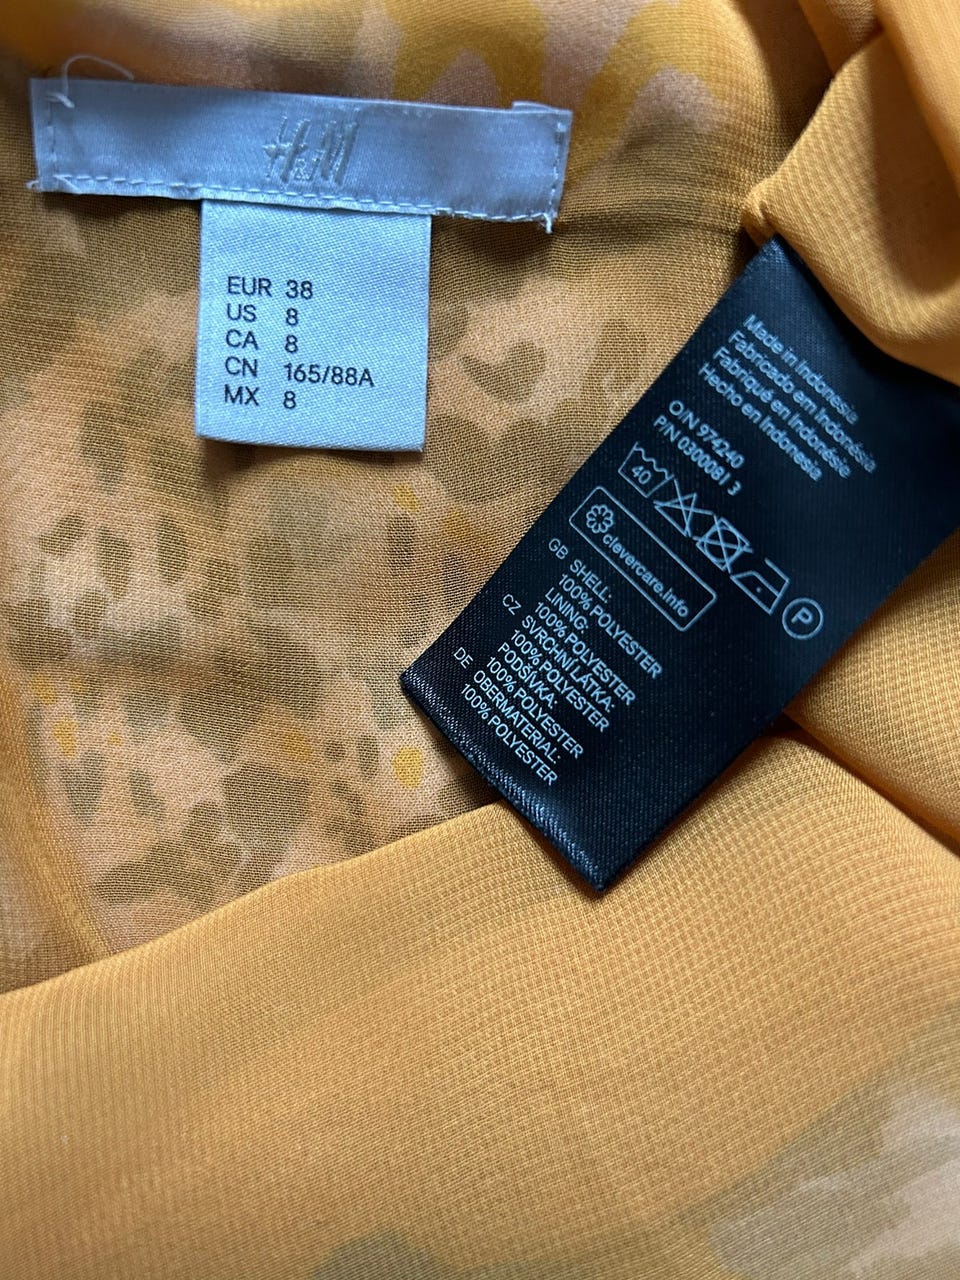 H&M
EUR 38
US 8
CA 8
CN 165/88A
MX 8
Made in Indonesia
Fabricado em Indonésia
Fabriqué en Indonésie
Hecho en Indonesia
O/N 974240
P/N 0300081 3
40
P
clevercare.info
GB SHELL:
100% POLYESTER
LINING:
100% POLYESTER
CZ SVRCHNÍ LÁTKA:
100% POLYESTER
PODŠÍVKA:
100% POLYESTER
DE OBERMATERIAL:
100% POLYESTER